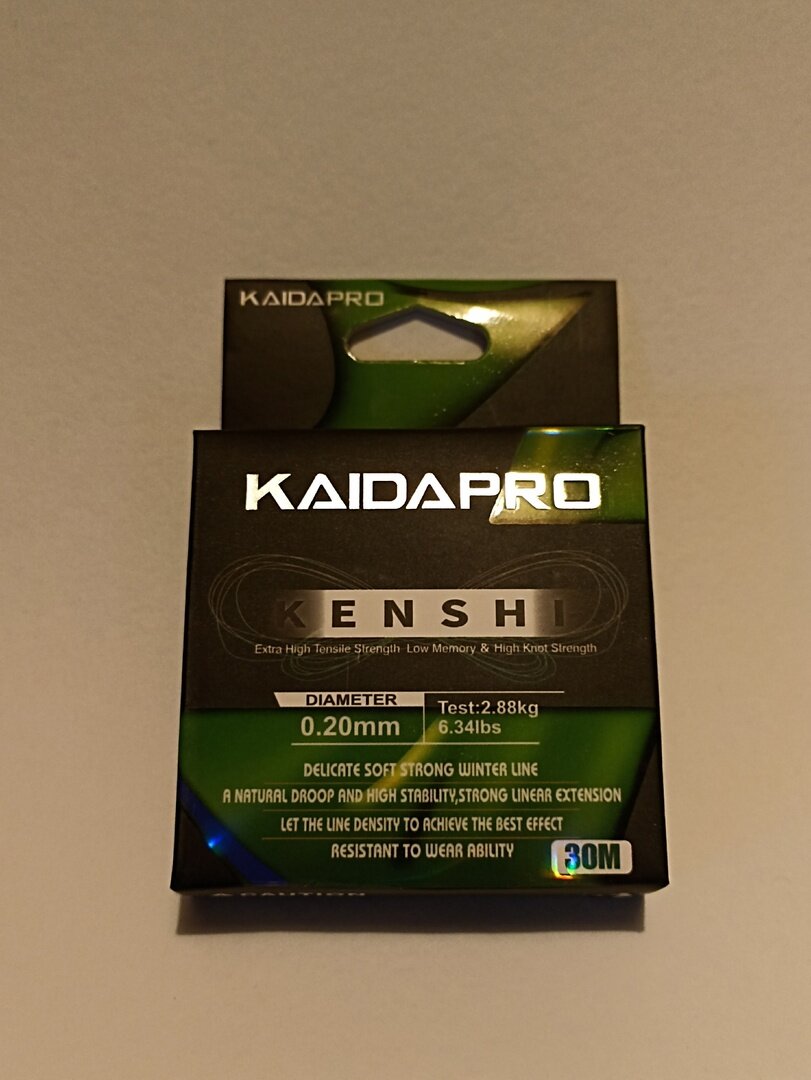 KAIDAPRO
KAIDAPRO
KENSHI
Extra High Tensile Strength Low Memory & High Knot Strength
DIAMETER
0.20mm
Test:2.88kg
6.34lbs
DELICATE SOFT STRONG WINTER LINE
A NATURAL DROOP AND HIGH STABILITY,STRONG LINEAR EXTENSION
LET THE LINE DENSITY TO ACHIEVE THE BEST EFFECT
RESISTANT TO WEAR ABILITY
30M
CAUTION